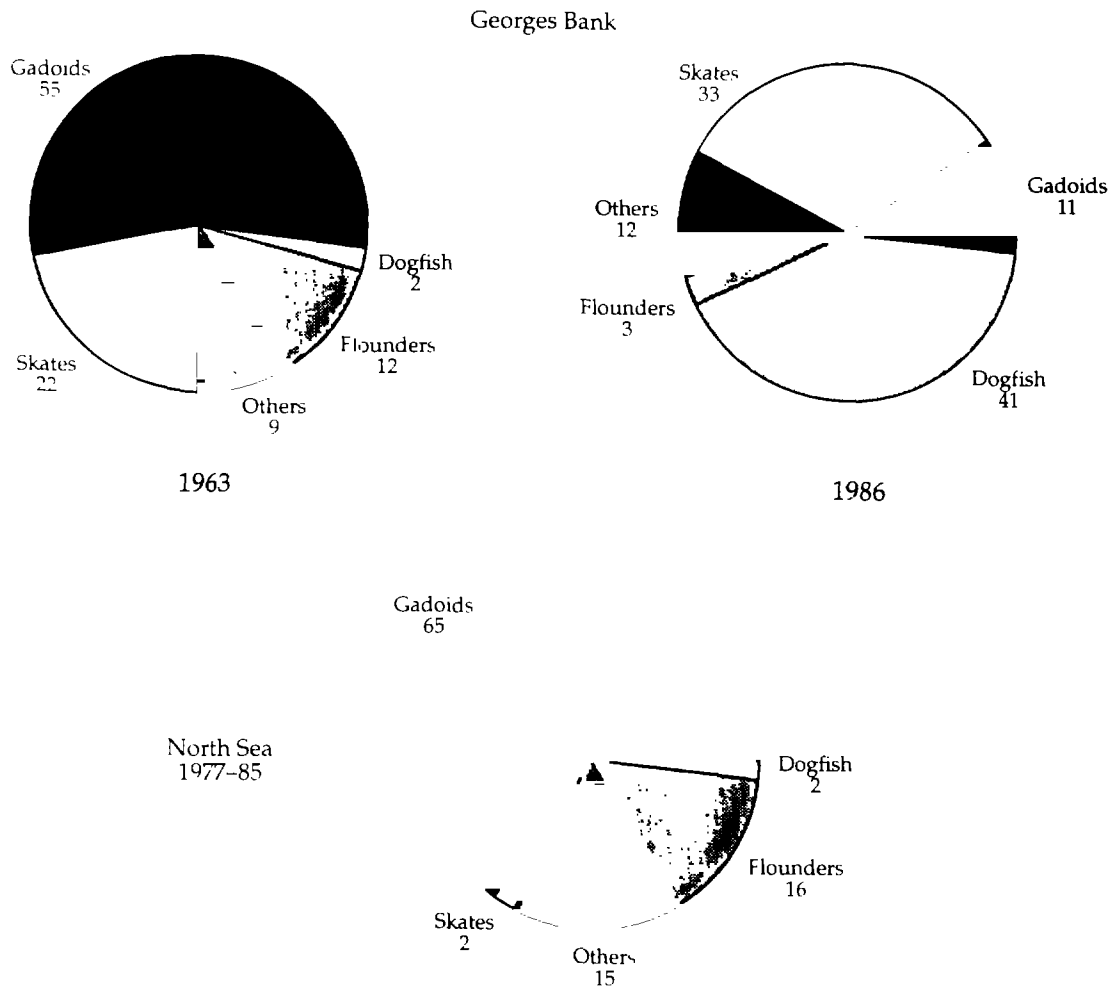 Georges Bank
Gadoids
55
Dogfish
2
Flounders
12
Others
9
Skates
22
1963
Skates
33
Gadoids
11
Others
12
Flounders
3
Dogfish
41
1986
Gadoids
65
North Sea
1977–85
Dogfish
2
Flounders
16
Skates
2
Others
15